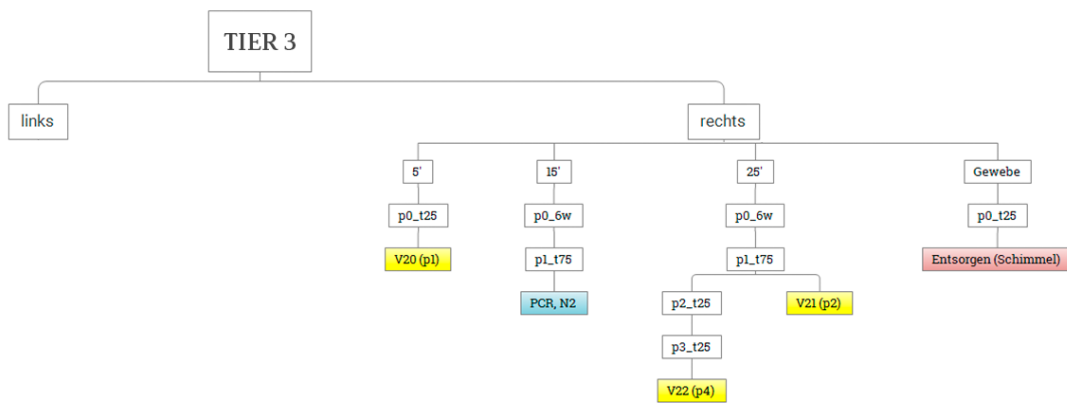 TIER 3
links
rechts
5'
15'
25'
Gewebe
p0_t25
p0_6w
p0_6w
p0_t25
V20 (p1)
p1_t75
p1_t75
Entsorgen (Schimmel)
PCR, N2
p2_t25
V21 (p2)
p3_t25
V22 (p4)